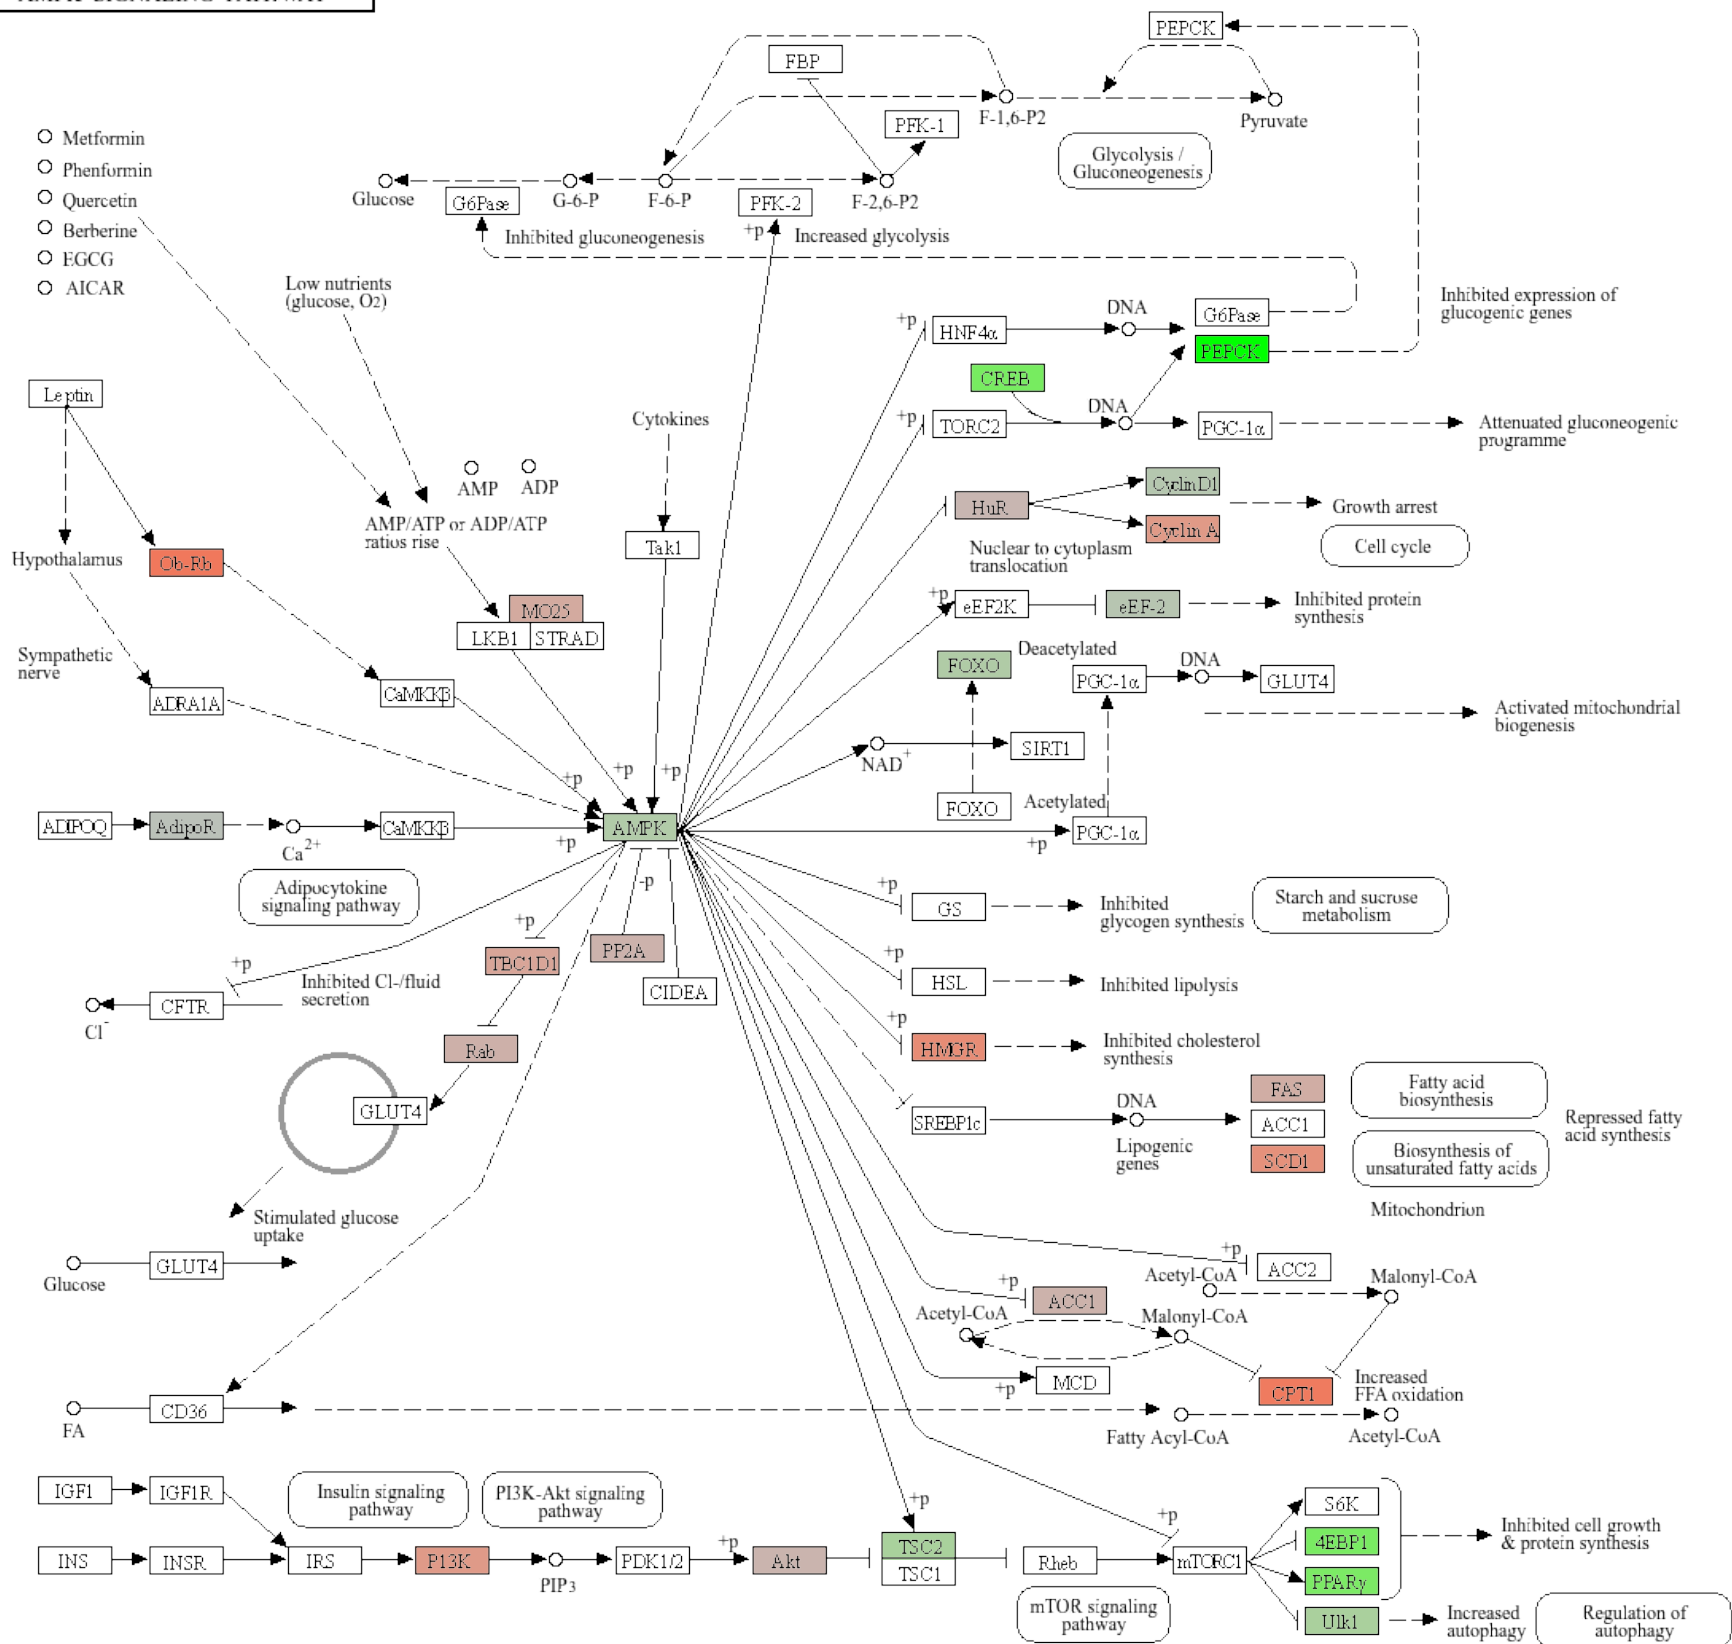 AMPK SIGNALING PATHWAY
PEPCK
FBP
F-1,6-P2
Pyruvate
PFK-1
Glycolysis /
Gluconeogenesis
Metformin
Phenformin
Quercetin
Berberine
EGCG
AICAR
Glucose
G6Pase
G-6-P
F-6-P
PFK-2
F-2,6-P2
+p
Inhibited gluconeogenesis
Increased glycolysis
Low nutrients
(glucose, O2)
Inhibited expression of
glucogenic genes
+p
HNF4α
DNA
G6Pase
PEPCK
CREB
Leptin
Cytokines
+p
TORC2
DNA
PGC-1α
Attenuated gluconeogenic
programme
AMP
ADP
AMP/ATP or ADP/ATP
ratios rise
HuR
CyclinD1
Cyclin A
Growth arrest
Cell cycle
Nuclear to cytoplasm
translocation
Hypothalamus
Ob-Rb
Tak1
MO25
LKB1
STRAD
+p
eEF2K
eEF-2
Inhibited protein
synthesis
Sympathetic
nerve
ADRA1A
CaMKKβ
FOXO
Deacetylated
PGC-1α
DNA
GLUT4
Activated mitochondrial
biogenesis
NAD+
SIRT1
+p
+p
+p
FOXO
Acetylated
PGC-1α
+p
ADIPOQ
AdipoR
Ca2+
CaMKKβ
+p
AMPK
Adipocytokine
signaling pathway
-p
+p
+p
GS
Inhibited
glycogen synthesis
Starch and sucrose
metabolism
TBC1D1
PP2A
CIDEA
+p
HSL
Inhibited lipolysis
+p
CFTR
Cl-
Inhibited Cl-/fluid
secretion
+p
HMGR
Inhibited cholesterol
synthesis
Rab
GLUT4
SREBP1c
DNA
Lipogenic
genes
FAS
ACC1
SCD1
Fatty acid
biosynthesis
Biosynthesis of
unsaturated fatty acids
Repressed fatty
acid synthesis
Mitochondrion
Stimulated glucose
uptake
Glucose
GLUT4
+p
ACC2
Acetyl-CoA
Malonyl-CoA
+p
ACC1
Acetyl-CoA
Malonyl-CoA
MCD
+p
CPT1
Increased
FFA oxidation
FA
CD36
Fatty Acyl-CoA
Acetyl-CoA
IGF1
IGF1R
Insulin signaling
pathway
PI3K-Akt signaling
pathway
+p
+p
S6K
INS
INSR
IRS
P13K
PIP3
PDK1/2
+p
Akt
TSC2
TSC1
Rheb
mTORC1
4EBP1
PPARγ
Ulk1
Inhibited cell growth
& protein synthesis
mTOR signaling
pathway
Increased
autophagy
Regulation of
autophagy